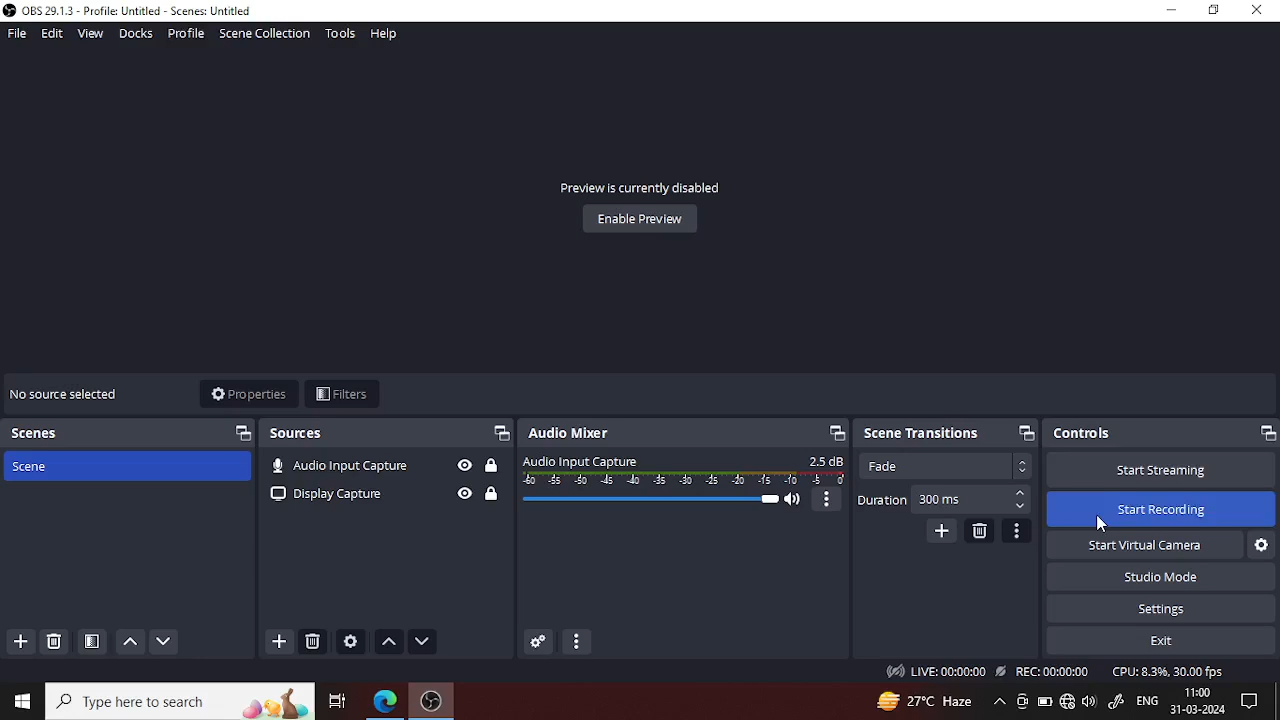 OBS 29.1.3 - Profile: Untitled - Scenes: Untitled
File Edit View Docks Profile Scene Collection Tools Help
Preview is currently disabled
Enable Preview
No source selected Properties Filters
Scenes Sources Audio Mixer Scene Transitions Controls
Scene
Audio Input Capture
Display Capture
Audio Input Capture 2.5 dB
-60 -55 -50 -45 -40 -35 -30 -25 -20 -15 -10 -5 0
Fade
Duration 300 ms
Start Streaming
Start Recording
Start Virtual Camera
Studio Mode
Settings
Exit
LIVE: 00:00:00 REC: 00:00:00 CPU: 8.3%, 30.00 fps
Type here to search 27°C Haze ENG 11:00
31-03-2024